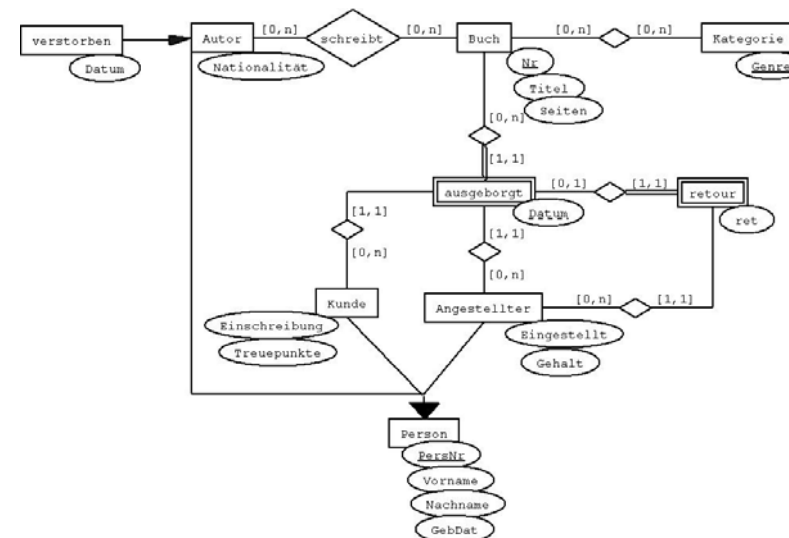 verstorben
Datum
Autor
Nationalität
[0,n]
schreibt
[0,n]
Buch
Nr
Titel
Seiten
[0,n]
[0,n]
Kategorie
Genre
[0,n]
[1,1]
ausgeborgt
Datum
[0,1]
[1,1]
retour
ret
[1,1]
[0,n]
[1,1]
[0,n]
Kunde
Einschreibung
Treuepunkte
Angestellter
Eingestellt
Gehalt
[0,n]
[1,1]
Person
PersNr
Vorname
Nachname
GebDat